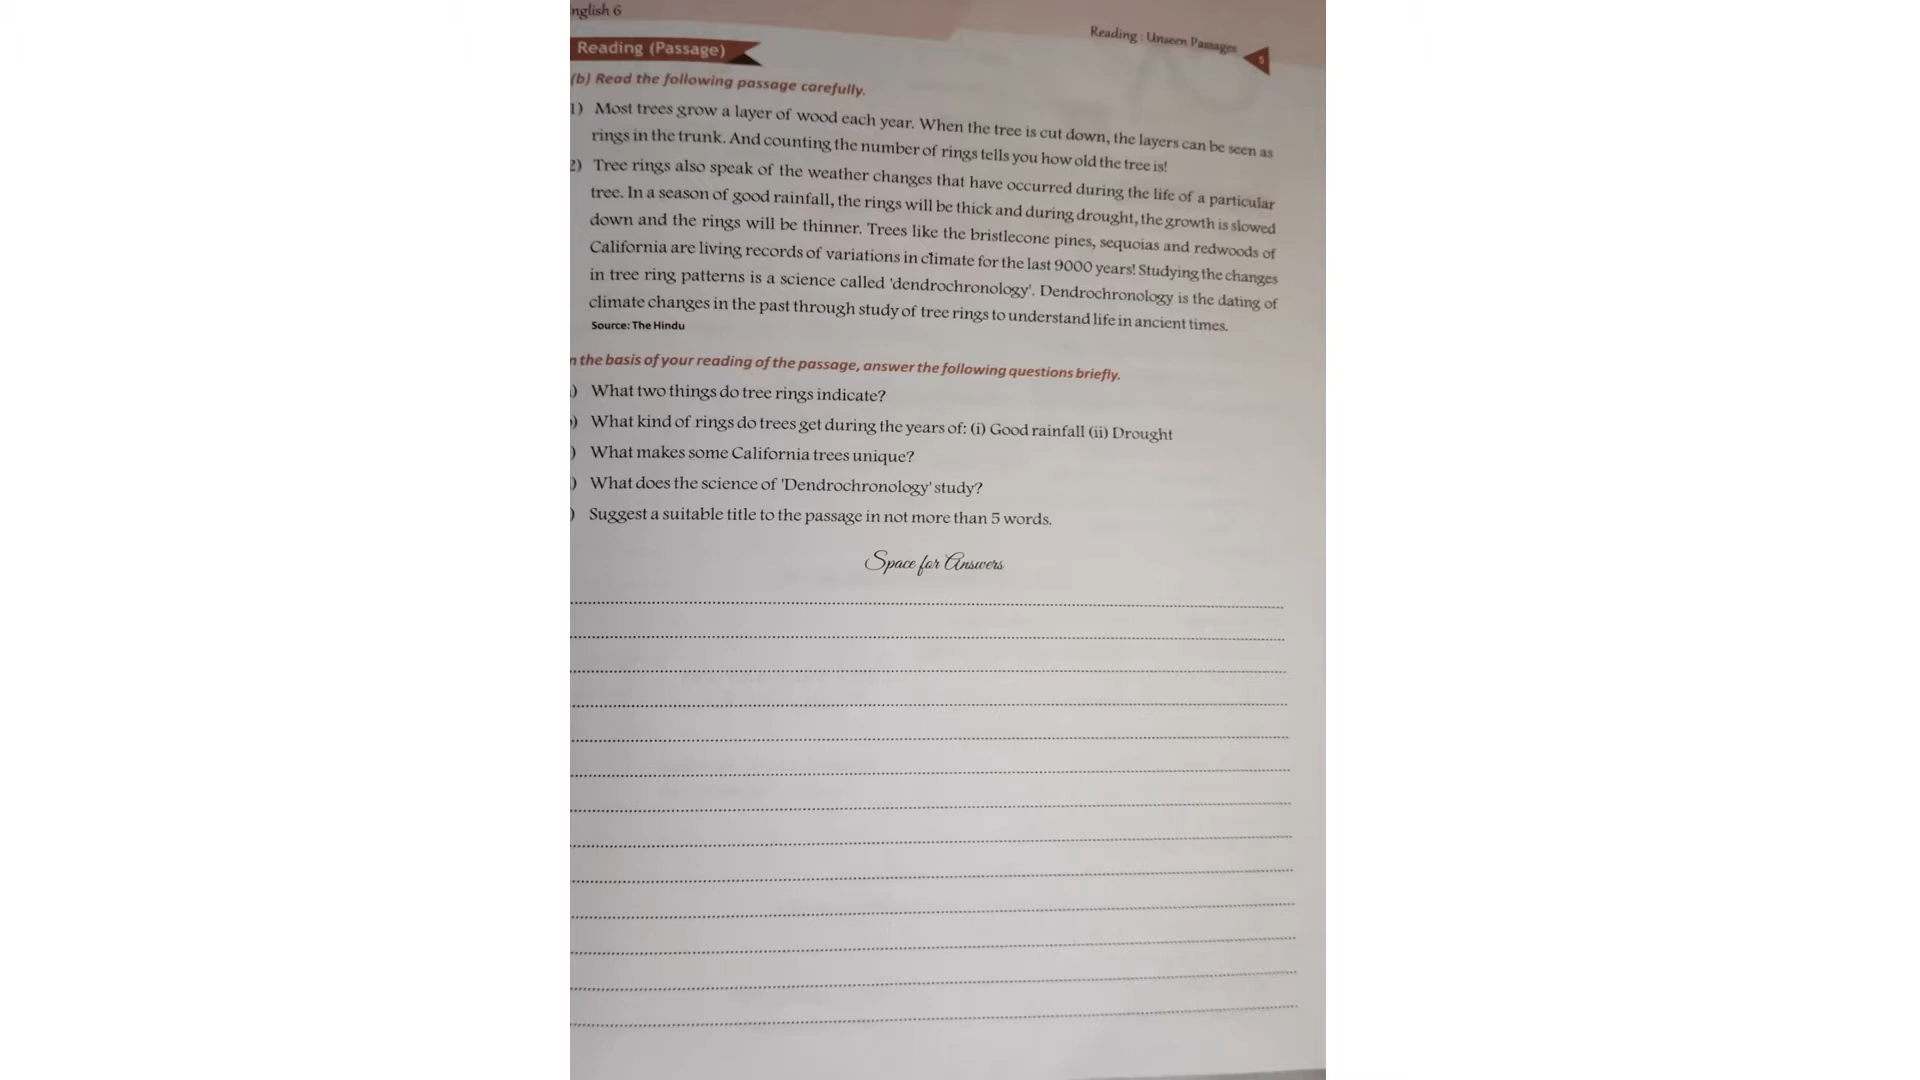 nglish 6
Reading : Unseen Passages
5
Reading (Passage)
(b) Read the following passage carefully.
1) Most trees grow a layer of wood each year. When the tree is cut down, the layers can be seen as
rings in the trunk. And counting the number of rings tells you how old the tree is!
2) Tree rings also speak of the weather changes that have occurred during the life of a particular
tree. In a season of good rainfall, the rings will be thick and during drought, the growth is slowed
down and the rings will be thinner. Trees like the bristlecone pines, sequoias and redwoods of
California are living records of variations in climate for the last 9000 years! Studying the changes
in tree ring patterns is a science called 'dendrochronology'. Dendrochronology is the dating of
climate changes in the past through study of tree rings to understand life in ancient times.
Source: The Hindu
n the basis of your reading of the passage, answer the following questions briefly.
) What two things do tree rings indicate?
) What kind of rings do trees get during the years of: (i) Good rainfall (ii) Drought
) What makes some California trees unique?
) What does the science of 'Dendrochronology' study?
) Suggest a suitable title to the passage in not more than 5 words.
Space for Answers